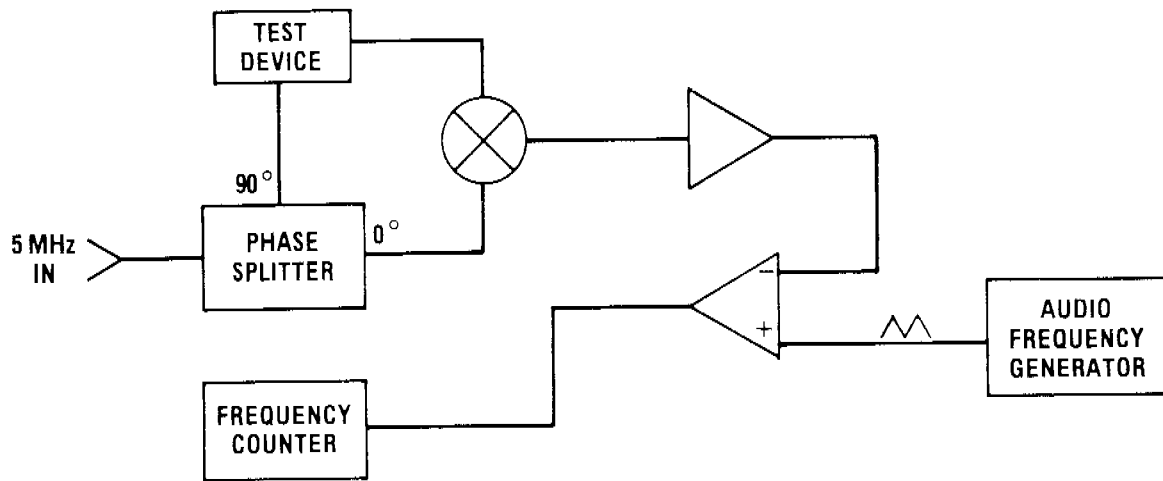 TEST
DEVICE
90°
0°
5 MHz
IN
PHASE
SPLITTER
−
+
AUDIO
FREQUENCY
GENERATOR
FREQUENCY
COUNTER